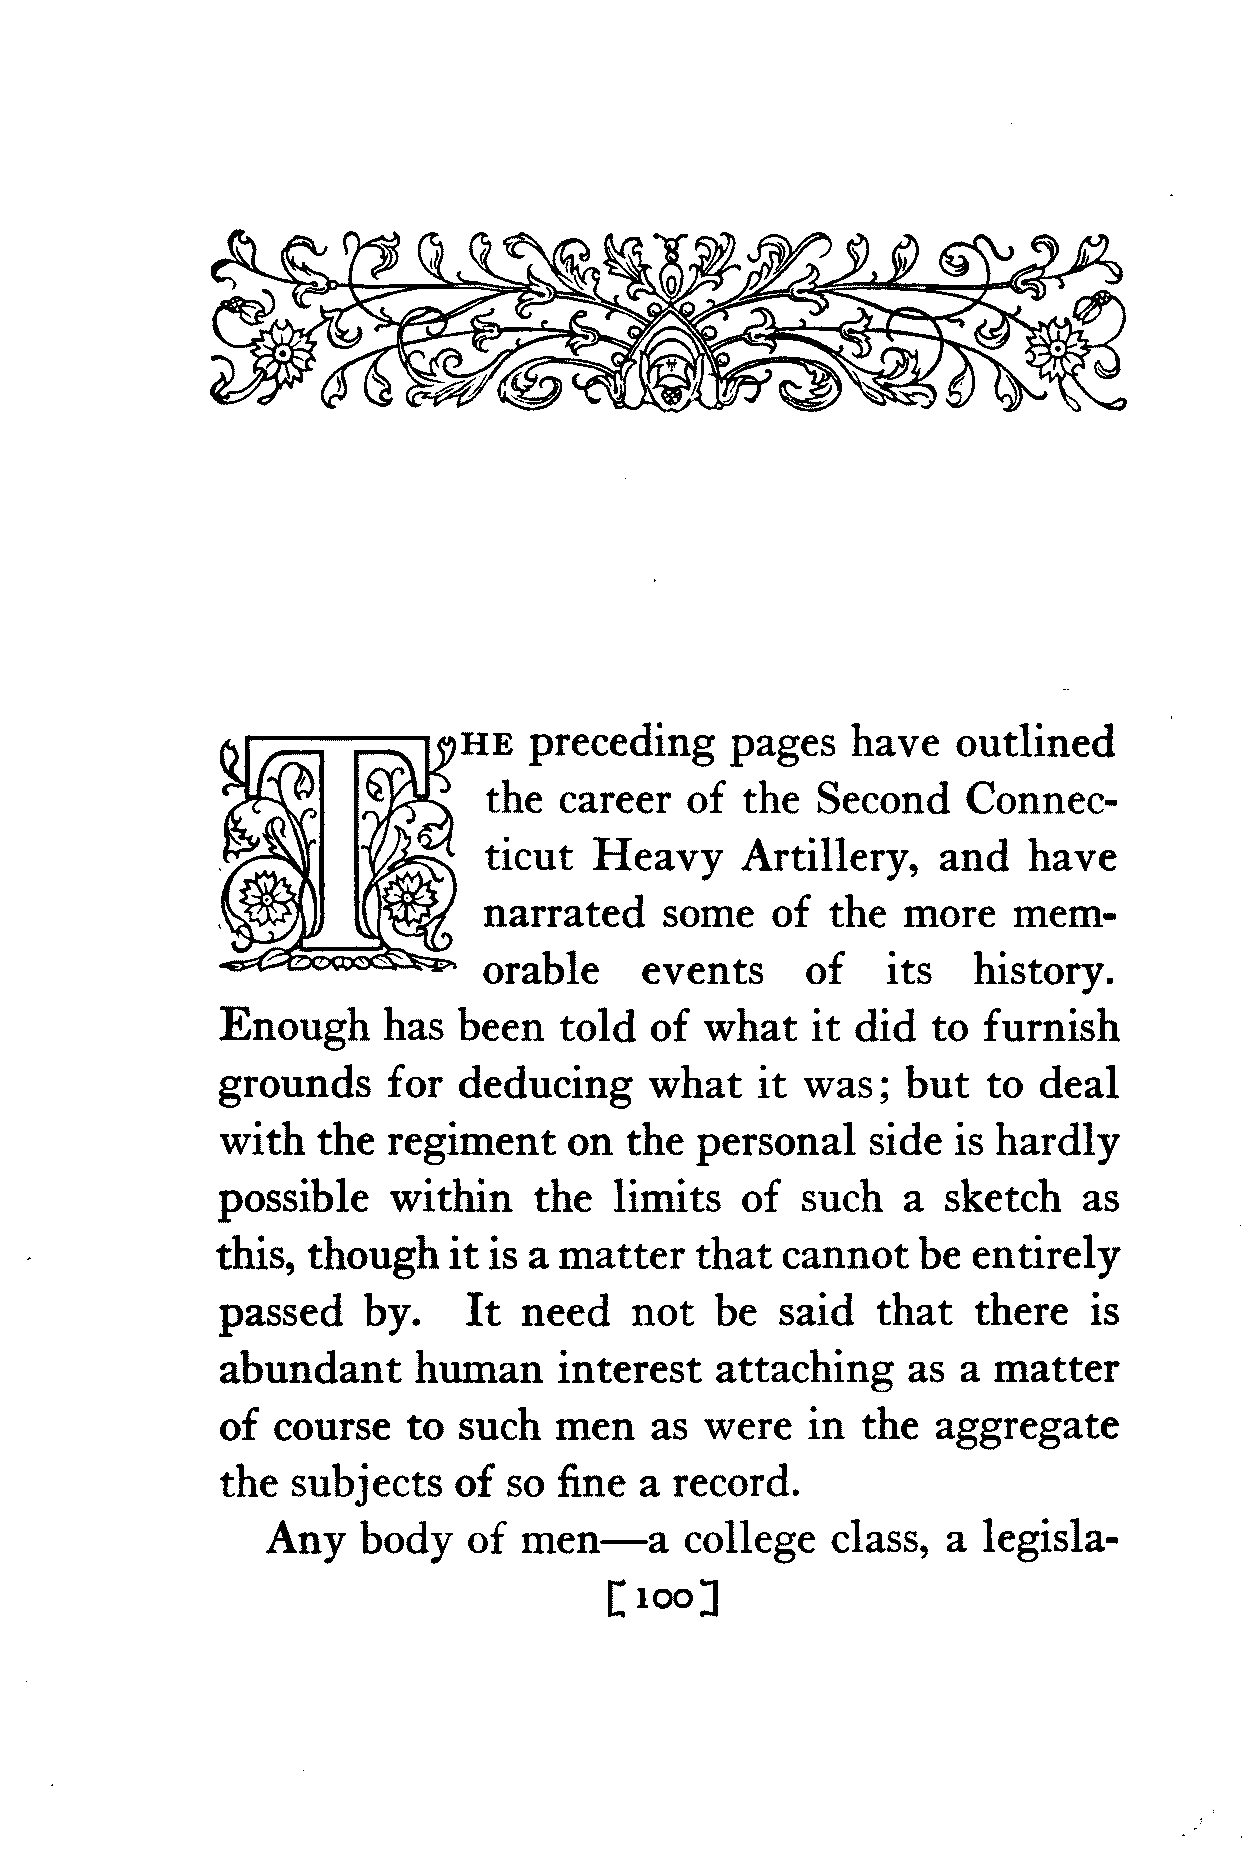 THE preceding pages have outlined
the career of the Second Connec-
ticut Heavy Artillery, and have
narrated some of the more mem-
orable events of its history.
Enough has been told of what it did to furnish
grounds for deducing what it was; but to deal
with the regiment on the personal side is hardly
possible within the limits of such a sketch as
this, though it is a matter that cannot be entirely
passed by. It need not be said that there is
abundant human interest attaching as a matter
of course to such men as were in the aggregate
the subjects of so fine a record.
Any body of men—a college class, a legisla-
[100]